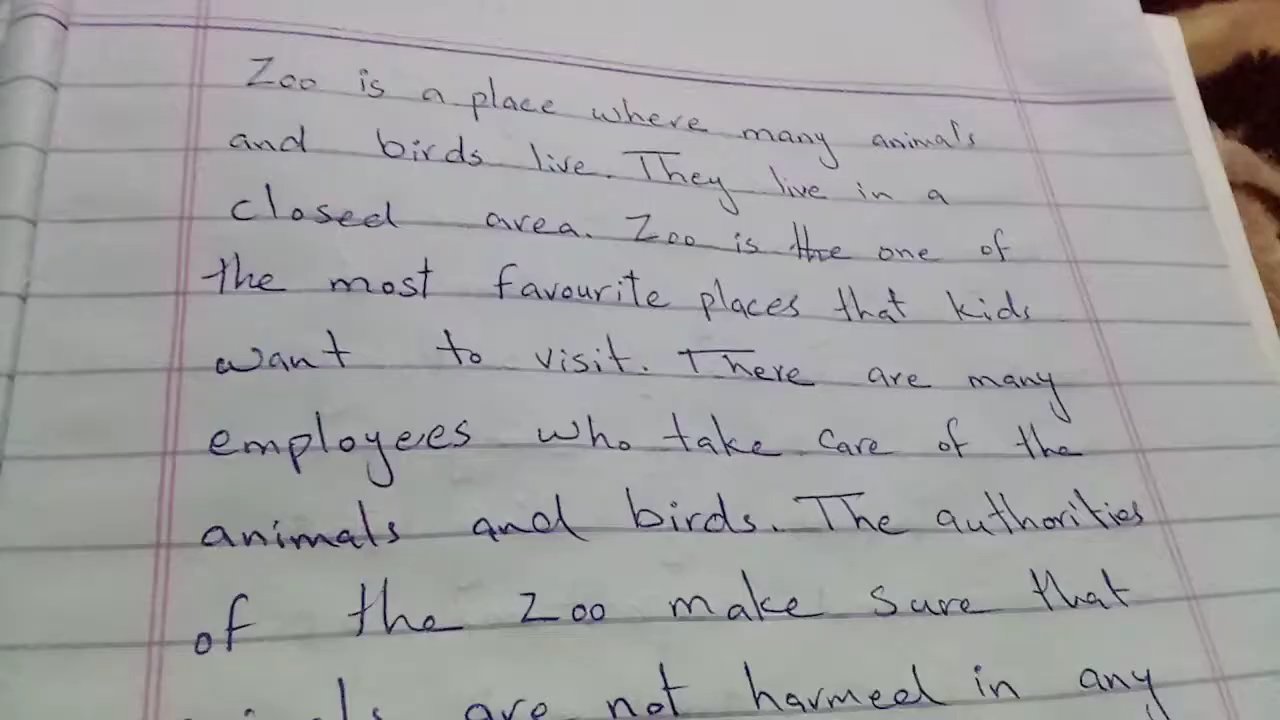 Zoo is a place where many animals
and birds live. They live in a
closed area. Zoo is the one of
the most favourite places that kids
want to visit. There are many
employees who take care of the
animals and birds. The authorities
of the Zoo make sure that
are not harmed in any